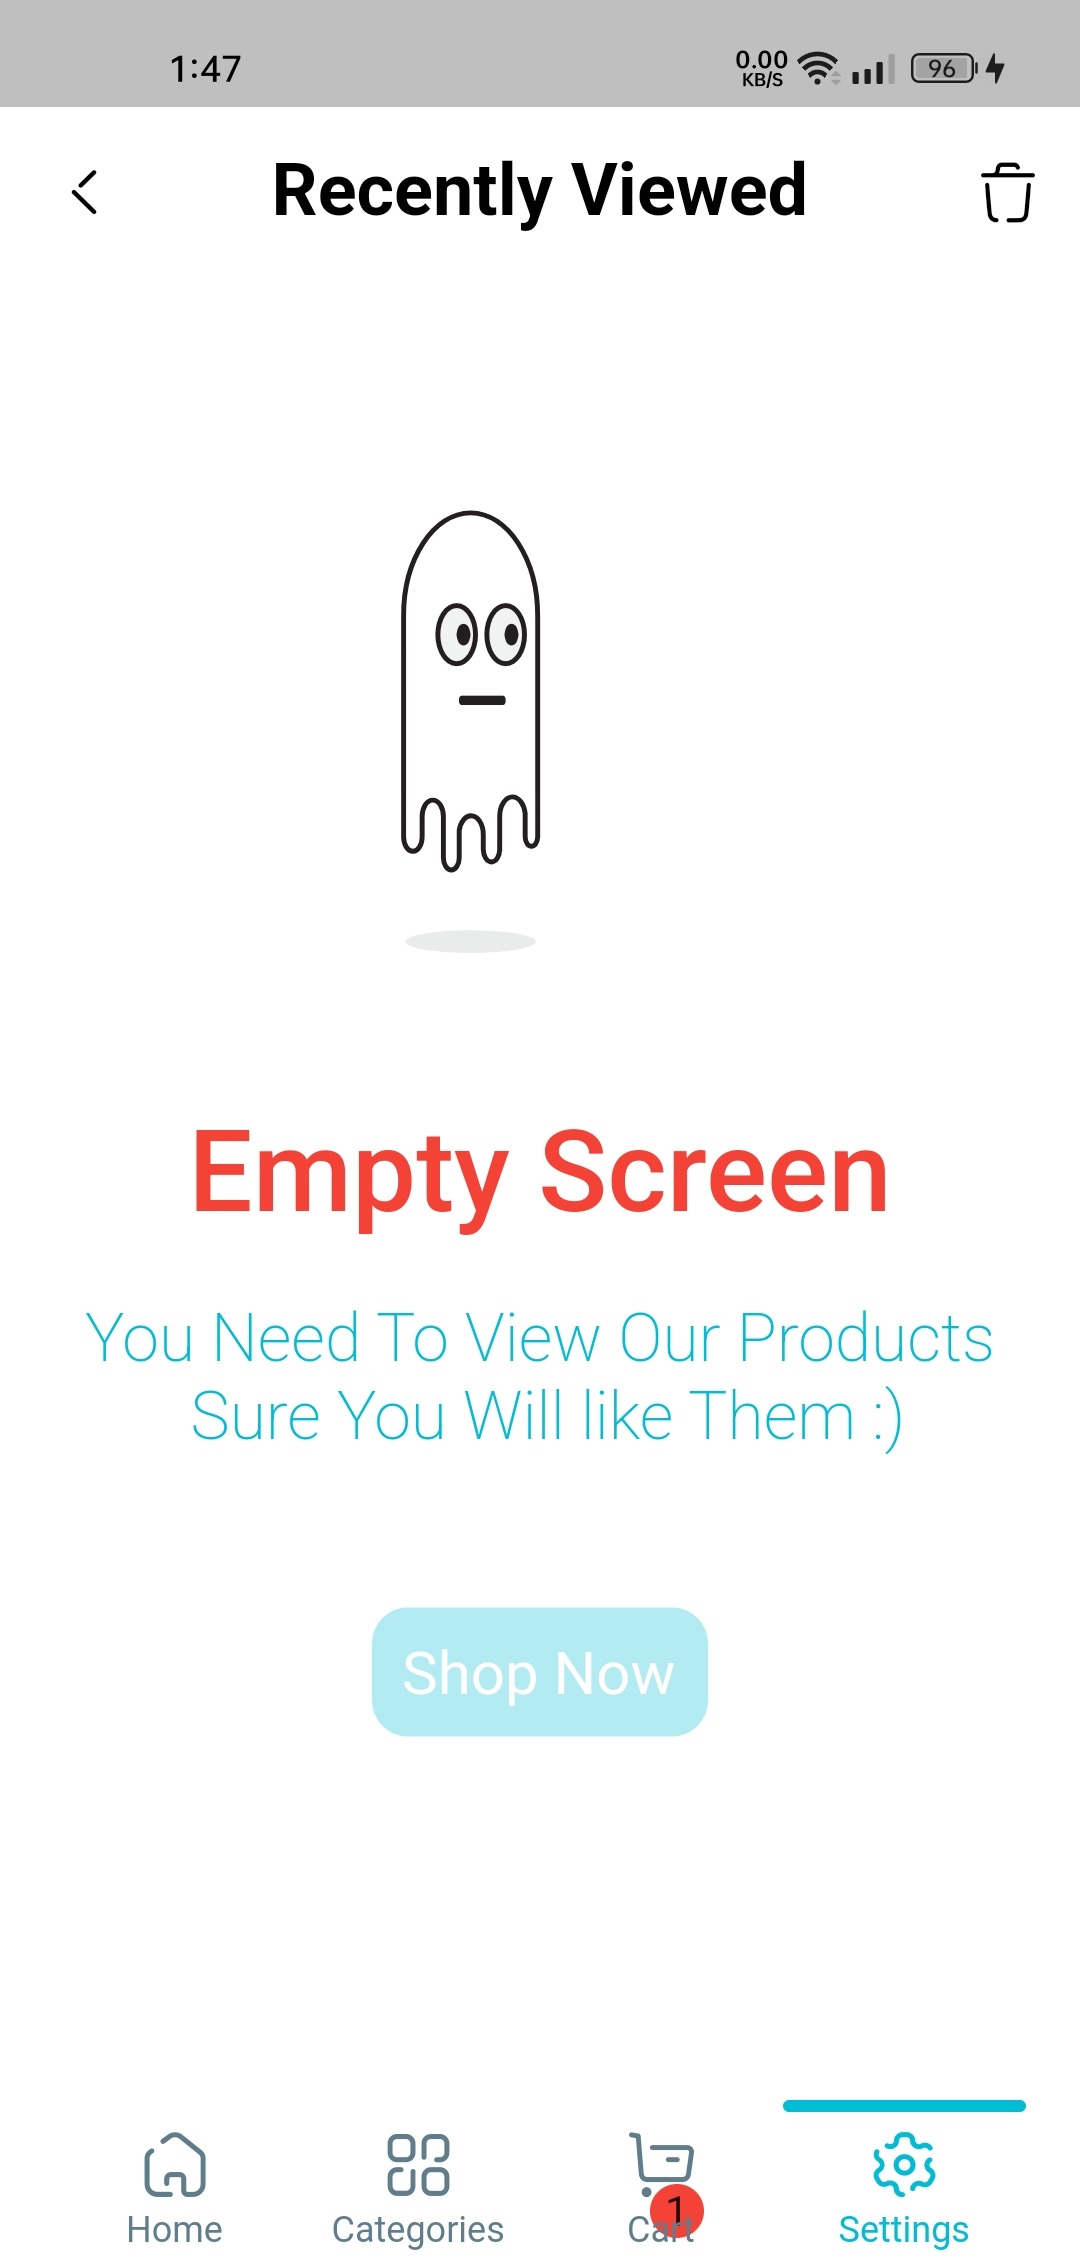 1:47
0.00
KB/S
96
Recently Viewed
Empty Screen
You Need To View Our Products
Sure You Will like Them :)
Shop Now
1
Home
Categories
Cart
Settings